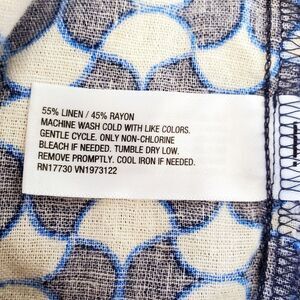 55% LINEN / 45% RAYON
MACHINE WASH COLD WITH LIKE COLORS.
GENTLE CYCLE. ONLY NON-CHLORINE
BLEACH IF NEEDED. TUMBLE DRY LOW.
REMOVE PROMPTLY. COOL IRON IF NEEDED.
RN17730 VN1973122